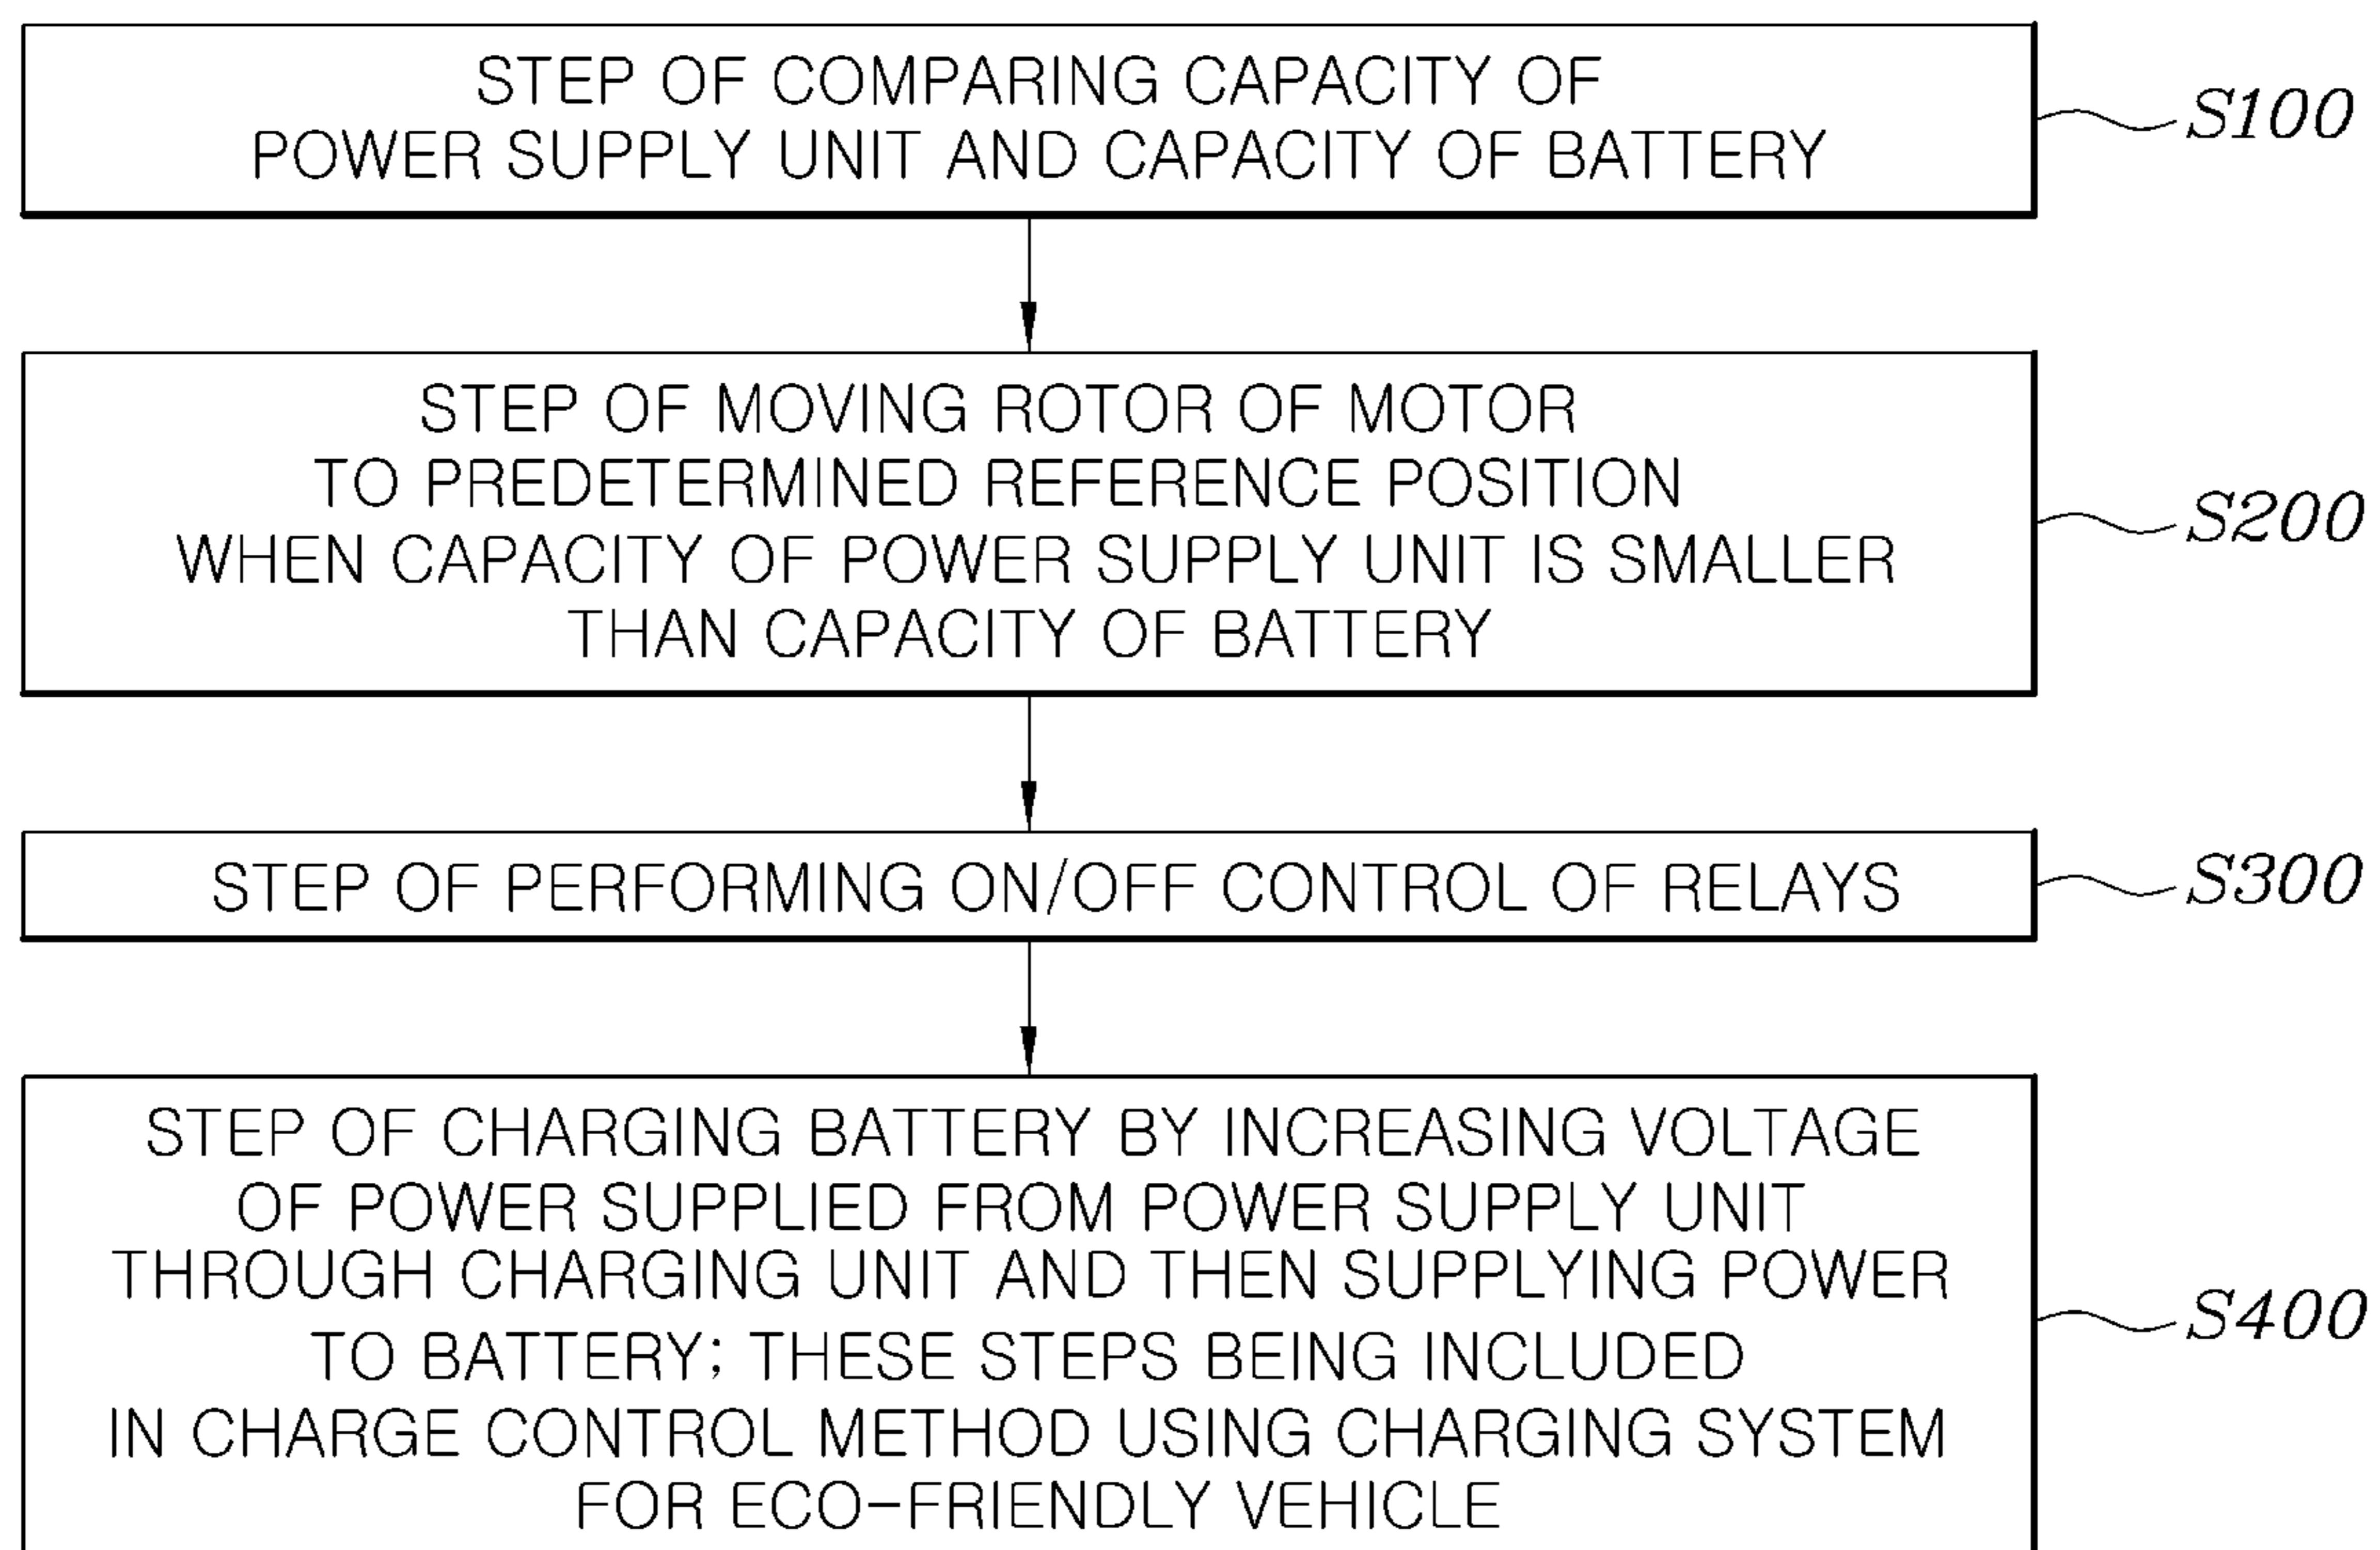 STEP OF COMPARING CAPACITY OF
POWER SUPPLY UNIT AND CAPACITY OF BATTERY
S100
STEP OF MOVING ROTOR OF MOTOR
TO PREDETERMINED REFERENCE POSITION
WHEN CAPACITY OF POWER SUPPLY UNIT IS SMALLER
THAN CAPACITY OF BATTERY
S200
STEP OF PERFORMING ON/OFF CONTROL OF RELAYS
S300
STEP OF CHARGING BATTERY BY INCREASING VOLTAGE
OF POWER SUPPLIED FROM POWER SUPPLY UNIT
THROUGH CHARGING UNIT AND THEN SUPPLYING POWER
TO BATTERY; THESE STEPS BEING INCLUDED
IN CHARGE CONTROL METHOD USING CHARGING SYSTEM
FOR ECO-FRIENDLY VEHICLE
S400